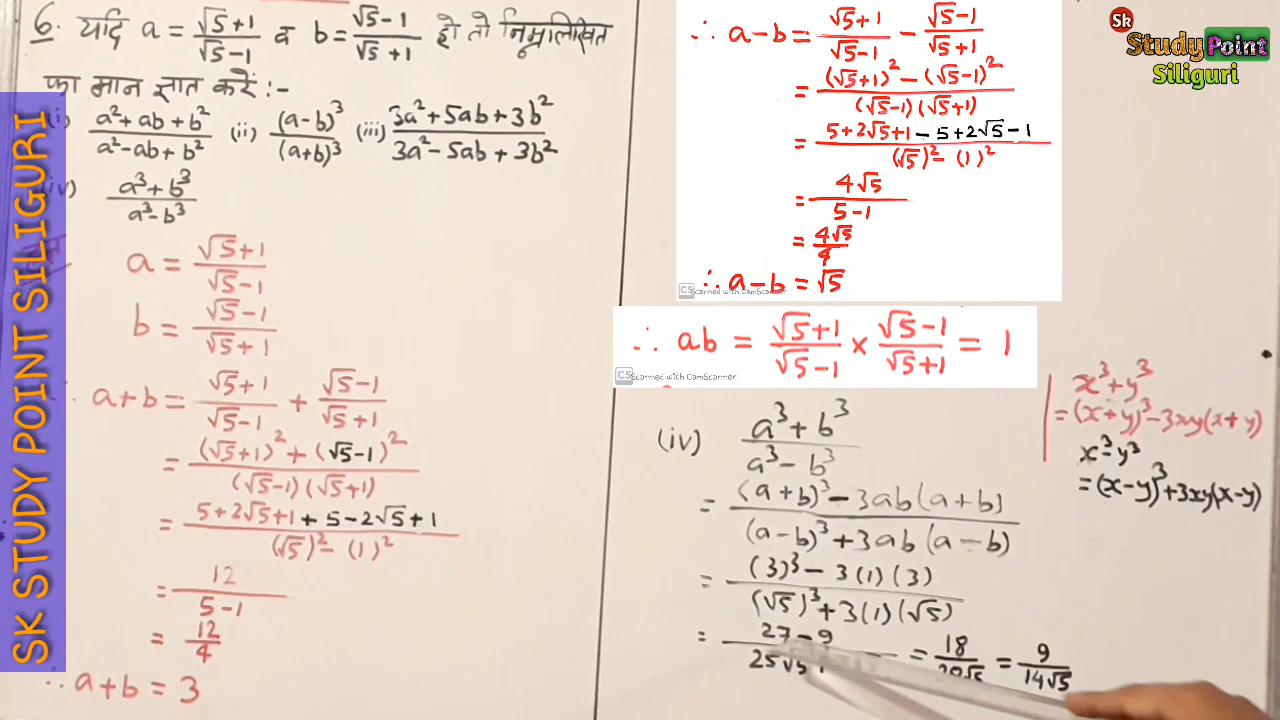 6. यदि a = √5+1/√5-1 व b = √5-1/√5+1 हो तो निम्नलिखित
का मान ज्ञात करें :-
(i) a²+ab+b²/a²-ab+b² (ii) (a-b)³/(a+b)³ (iii) 3a²+5ab+3b²/3a²-5ab+3b²
(iv) a³+b³/a³-b³
a = √5+1/√5-1
b = √5-1/√5+1
∴ a+b = √5+1/√5-1 + √5-1/√5+1
= (√5+1)²+(√5-1)²/(√5-1)(√5+1)
= 5+2√5+1+5-2√5+1/(√5)²-(1)²
= 12/5-1
= 12/4
∴ a+b = 3
∴ a-b = √5+1/√5-1 - √5-1/√5+1
= (√5+1)²-(√5-1)²/(√5-1)(√5+1)
= 5+2√5+1-5+2√5-1/(√5)²-(1)²
= 4√5/5-1
= 4√5/4
∴ a-b = √5
CS Scanned with CamScanner
∴ ab = √5+1/√5-1 × √5-1/√5+1 = 1
CS Scanned with CamScanner
(iv) a³+b³/a³-b³
= (a+b)³-3ab(a+b)/(a-b)³+3ab(a-b)
= (3)³-3(1)(3)/(√5)³+3(1)(√5)
= 27-9/25√5 = 18/ = 9/14√5
x³+y³
= (x+y)³-3xy(x+y)
x³-y³
= (x-y)³+3xy(x-y)
Sk
Study Point
Siliguri
SK STUDY POINT SILIGURI